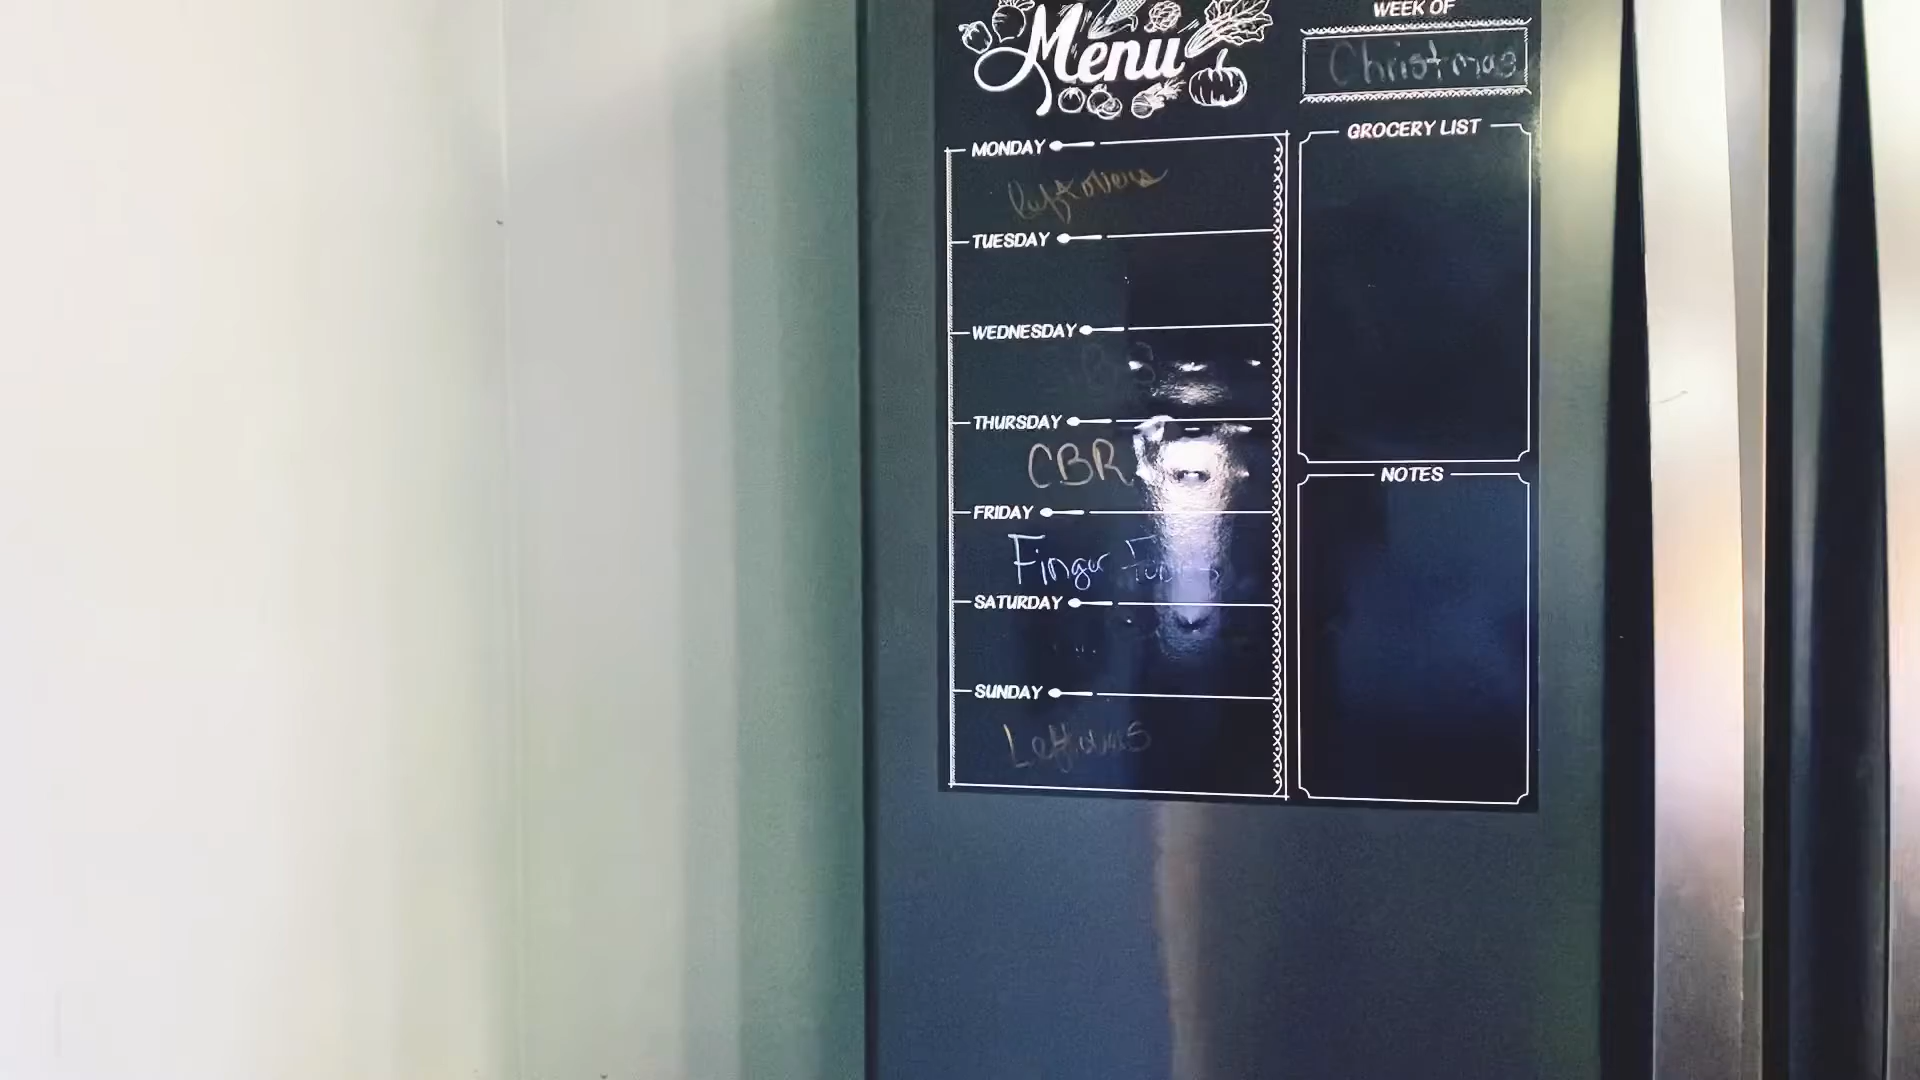 Menu
WEEK OF
Christmas
MONDAY
leftovers
TUESDAY
WEDNESDAY
THURSDAY
CBR
FRIDAY
Finger
SATURDAY
SUNDAY
Leftovers
GROCERY LIST
NOTES